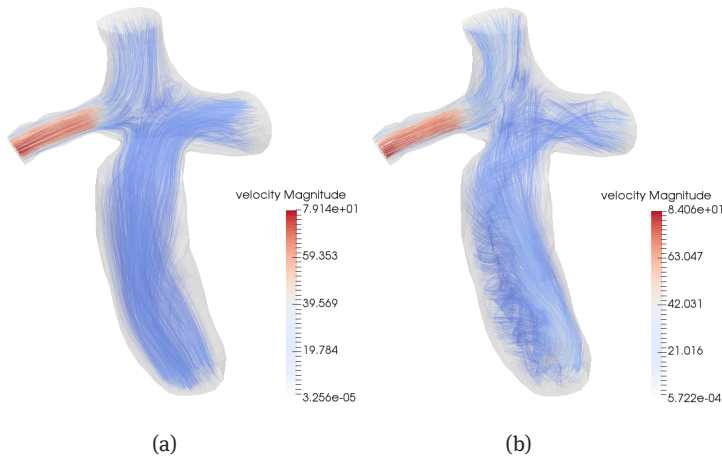 velocity Magnitude
7.914e+01
59.353
39.569
19.784
3.256e-05
velocity Magnitude
8.406e+01
63.047
42.031
21.016
5.722e-04
(a)
(b)